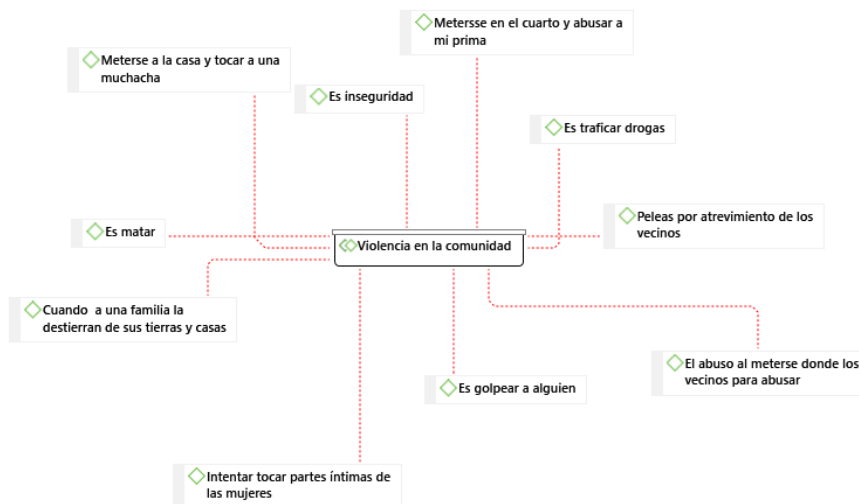 Metersse en el cuarto y abusar a
mi prima
Meterse a la casa y tocar a una
muchacha
Es inseguridad
Es traficar drogas
Peleas por atrevimiento de los
vecinos
Es matar
Violencia en la comunidad
Cuando  a una familia la
destierran de sus tierras y casas
El abuso al meterse donde los
vecinos para abusar
Es golpear a alguien
Intentar tocar partes íntimas de
las mujeres